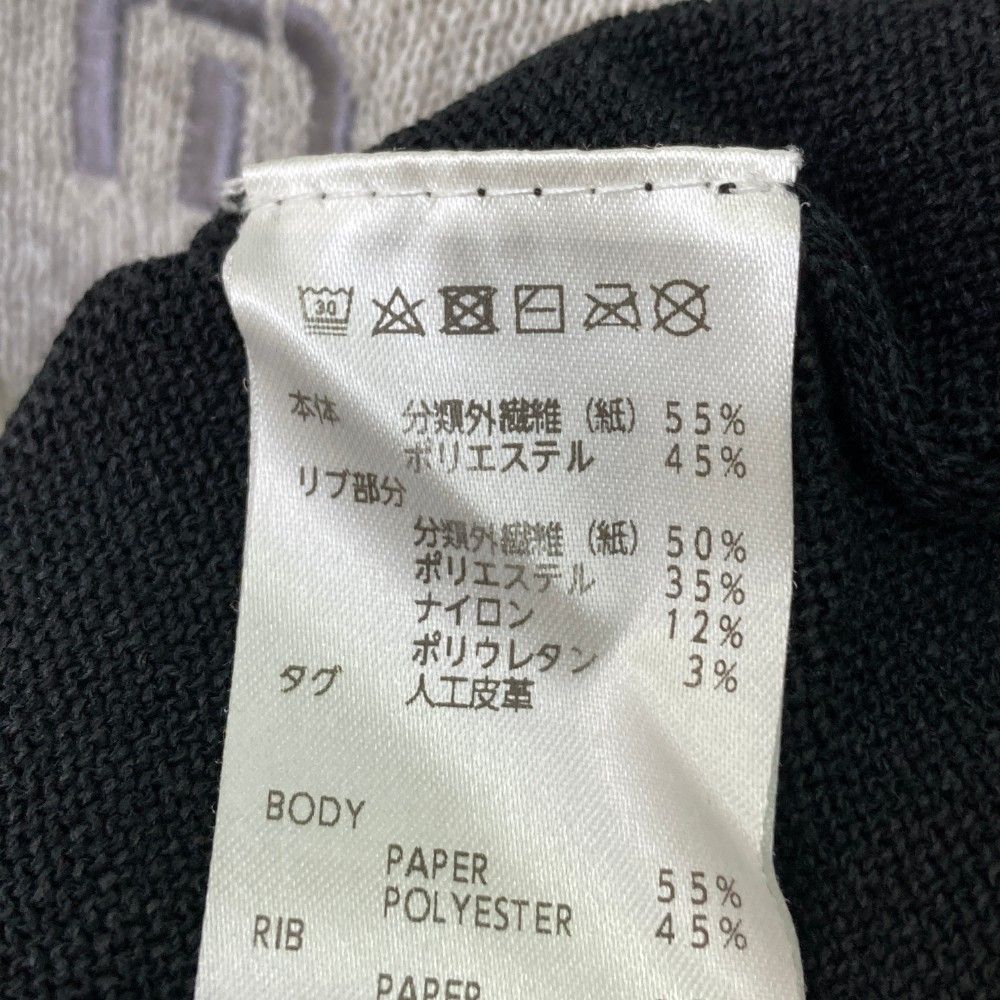 30
本体 分類外繊維 (紙) 55%
ポリエステル 45%
リブ部分
分類外繊維 (紙) 50%
ポリエステル 35%
ナイロン 12%
ポリウレタン 3%
タグ 人工皮革
BODY
PAPER 55%
POLYESTER 45%
RIB
PAPER